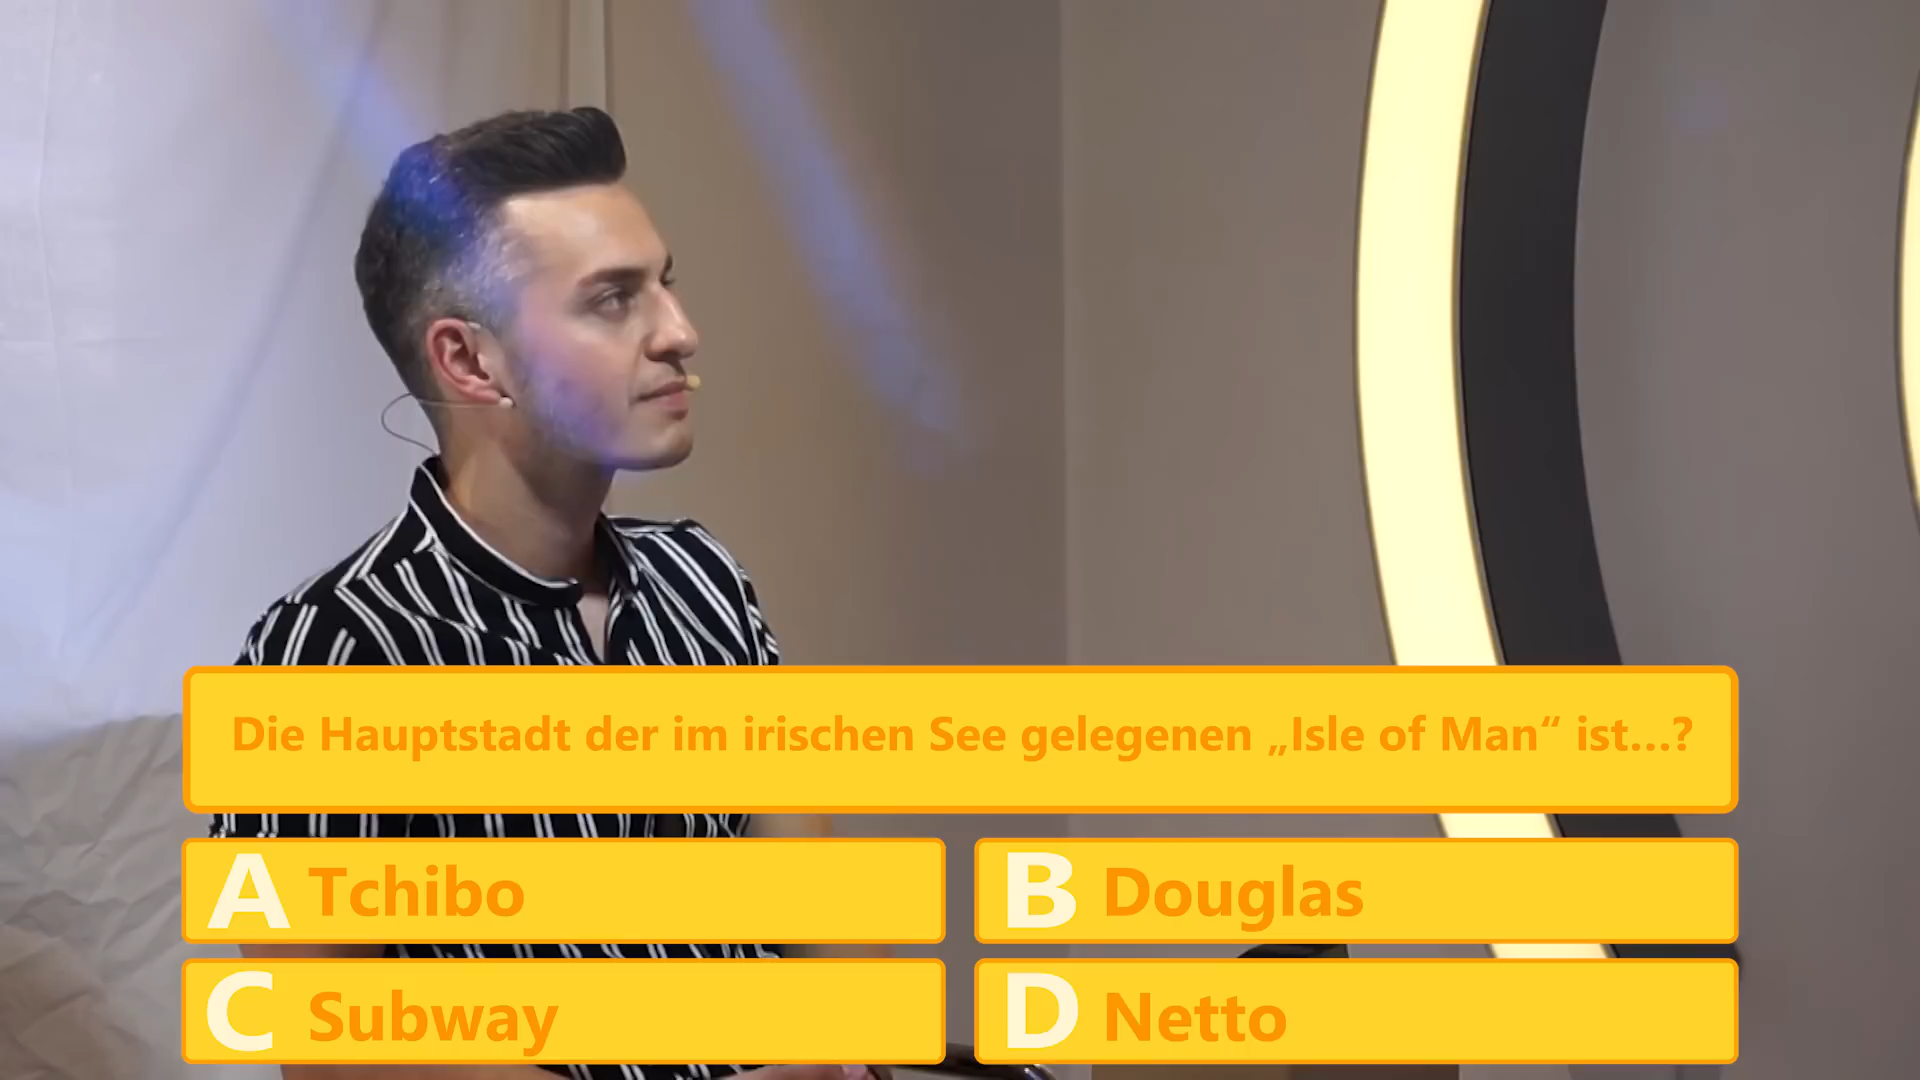 Die Hauptstadt der im irischen See gelegenen „Isle of Man“ ist...?
A Tchibo
B Douglas
C Subway
D Netto